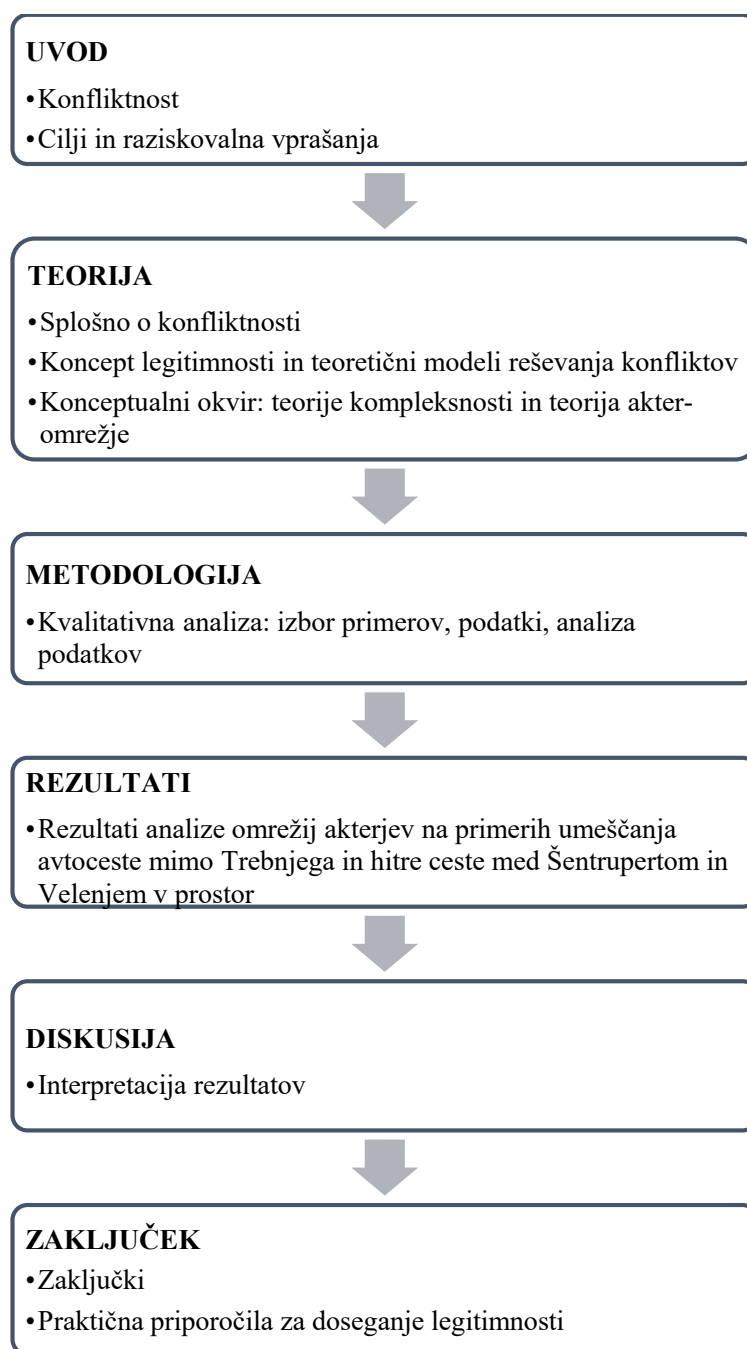 UVOD
•Konfliktnost
•Cilji in raziskovalna vprašanja
TEORIJA
•Splošno o konfliktnosti
•Koncept legitimnosti in teoretični modeli reševanja konfliktov
•Konceptualni okvir: teorije kompleksnosti in teorija akter-
omrežje
METODOLOGIJA
•Kvalitativna analiza: izbor primerov, podatki, analiza
podatkov
REZULTATI
•Rezultati analize omrežij akterjev na primerih umeščanja
avtoceste mimo Trebnjega in hitre ceste med Šentrupertom in
Velenjem v prostor
DISKUSIJA
•Interpretacija rezultatov
ZAKLJUČEK
•Zaključki
•Praktična priporočila za doseganje legitimnosti